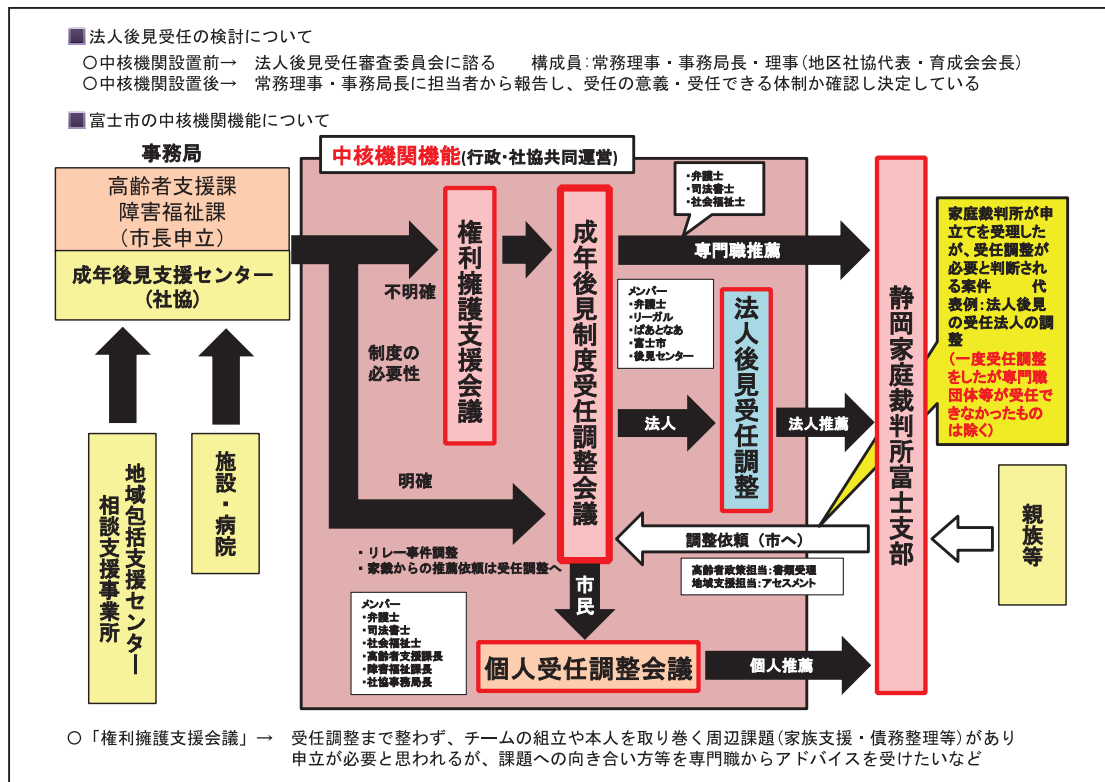 ■法人後見受任の検討について
○中核機関設置前→　法人後見受任審査委員会に諮る　　構成員:常務理事・事務局長・理事(地区社協代表・育成会会長)
○中核機関設置後→　常務理事・事務局長に担当者から報告し、受任の意義・受任できる体制か確認し決定している
■富士市の中核機関機能について
事務局
高齢者支援課
障害福祉課
(市長申立)
成年後見支援センター
(社協)
地域包括支援センター
相談支援事業所
施設・病院
中核機関機能(行政・社協共同運営)
不明確
制度の
必要性
明確
権利擁護支援会議
成年後見制度受任調整会議
・弁護士
・司法書士
・社会福祉士
専門職推薦
メンバー
・弁護士
・リーガル
・ぱあとなあ
・富士市
・後見センター
法人
法人後見受任調整
法人推薦
調整依頼（市へ）
高齢者政策担当:書類受理
地域支援担当:アセスメント
・リレー事件調整
・家裁からの推薦依頼は受任調整へ
市民
メンバー
・弁護士
・司法書士
・社会福祉士
・高齢者支援課長
・障害福祉課長
・社協事務局長
個人受任調整会議
個人推薦
静岡家庭裁判所富士支部
家庭裁判所が申
立てを受理した
が、受任調整が
必要と判断され
る案件　　代
表例:法人後見
の受任法人の調
整
(一度受任調整
をしたが専門職
団体等が受任で
きなかったもの
は除く)
親族等
○「権利擁護支援会議」→　受任調整まで整わず、チームの組立や本人を取り巻く周辺課題(家族支援・債務整理等)があり
申立が必要と思われるが、課題への向き合い方等を専門職からアドバイスを受けたいなど